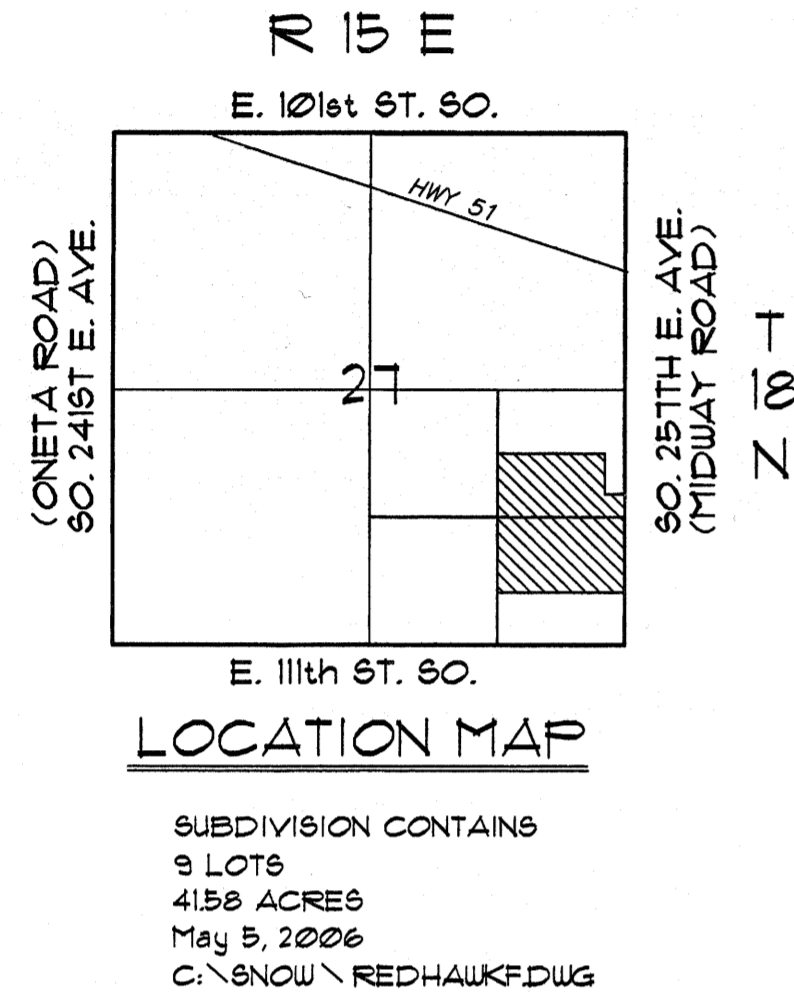 R 15 E
E. 101st ST. SO.
HWY 51
(ONETA ROAD)
SO. 241ST E. AVE.
27
SO. 257TH E. AVE.
(MIDWAY ROAD)
T
18
N
E. 111th ST. SO.
LOCATION MAP
SUBDIVISION CONTAINS
9 LOTS
41.58 ACRES
May 5, 2006
C:\SNOW\REDHAWKF.DWG